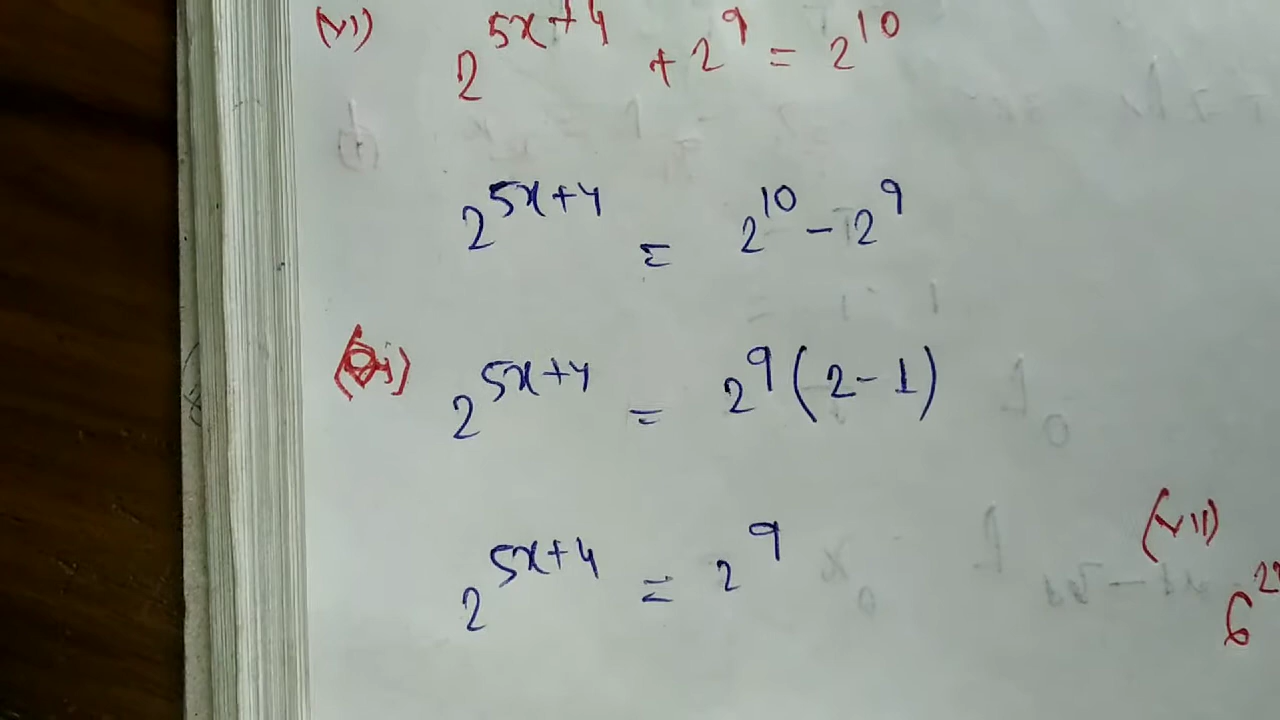 (vi) 2^{5x+4} + 2^9 = 2^{10}
2^{5x+4} = 2^{10} - 2^9
2^{5x+4} = 2^9(2-1)
2^{5x+4} = 2^9
(vii)
6